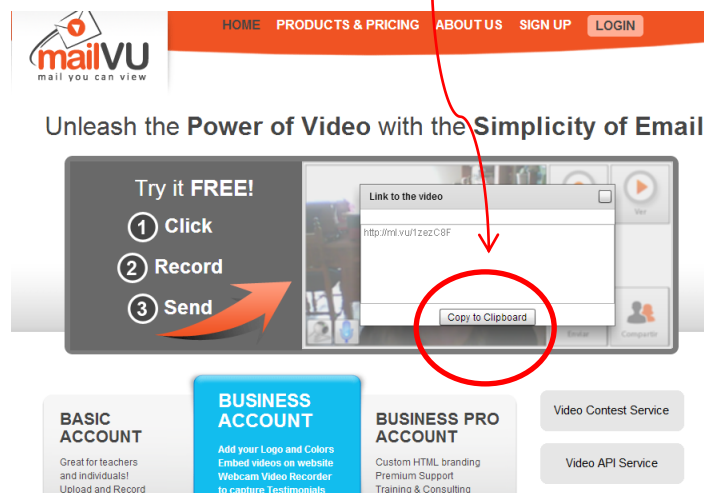 HOME PRODUCTS & PRICING ABOUT US SIGN UP LOGIN
mailVU
mail you can view
Unleash the Power of Video with the Simplicity of Email
Try it FREE!
1 Click
2 Record
3 Send
Link to the video
http://ml.vu/1zezC8F
Copy to Clipboard
Ver
Enviar
Compartir
BASIC
ACCOUNT
Great for teachers
and individuals!
Upload and Record
BUSINESS
ACCOUNT
Add your Logo and Colors
Embed videos on website
Webcam Video Recorder
to capture Testimonials
BUSINESS PRO
ACCOUNT
Custom HTML branding
Premium Support
Training & Consulting
Video Contest Service
Video API Service